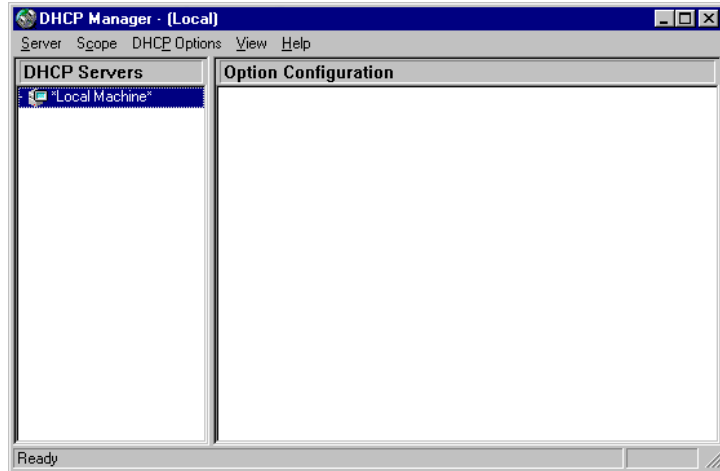 DHCP Manager - (Local)
Server Scope DHCP Options View Help
DHCP Servers
Option Configuration
*Local Machine*
Ready